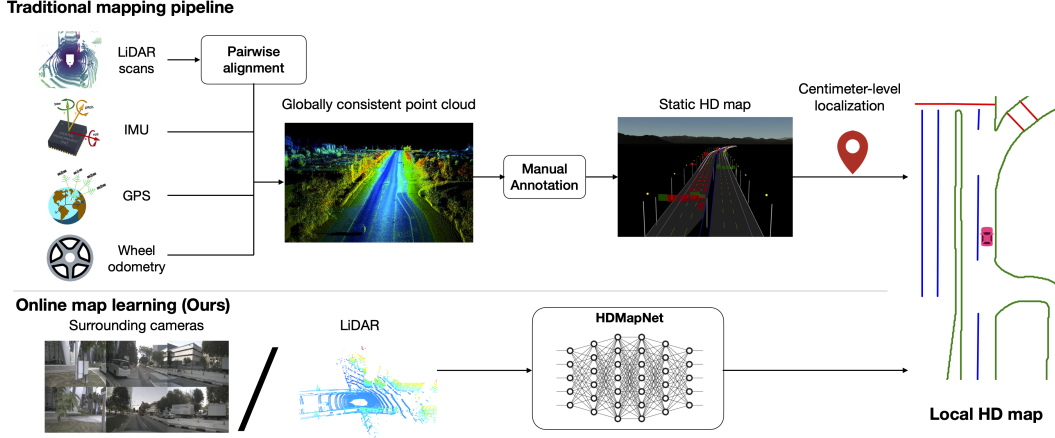 Traditional mapping pipeline
LiDAR
scans
Pairwise
alignment
IMU
GPS
Wheel
odometry
Globally consistent point cloud
Manual
Annotation
Static HD map
Centimeter-level
localization
Online map learning (Ours)
Surrounding cameras
LiDAR
HDMapNet
Local HD map